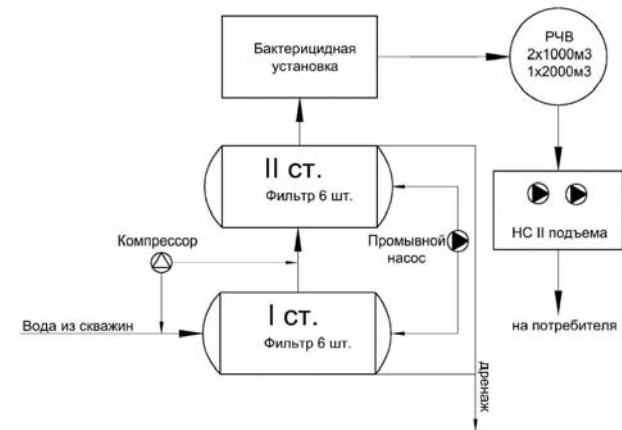 Бактерицидная
установка
РЧВ
2х1000м3
1х2000м3
II ст.
Фильтр 6 шт.
Компрессор
Промывной
насос
НС II подъема
Вода из скважин
I ст.
Фильтр 6 шт.
на потребителя
дренаж